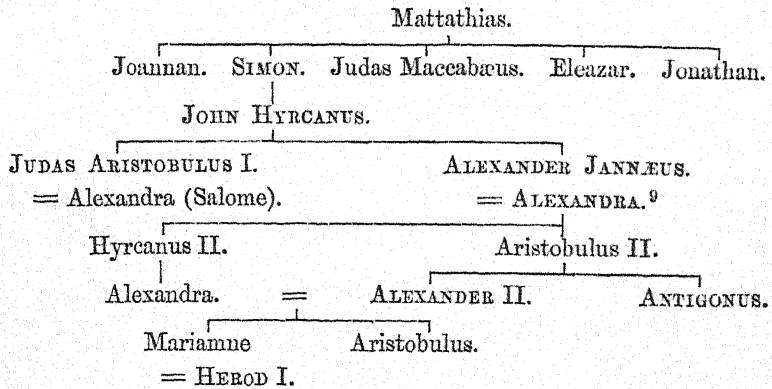 Mattathias.
Joannan. SIMON. Judas Maccabæus. Eleazar. Jonathan.
JOHN HYRCANUS.
JUDAS ARISTOBULUS I. ALEXANDER JANNÆUS.
= Alexandra (Salome). = ALEXANDRA.⁹
Hyrcanus II. Aristobulus II.
Alexandra. = ALEXANDER II. ANTIGONUS.
Mariamne Aristobulus.
= HEROD I.